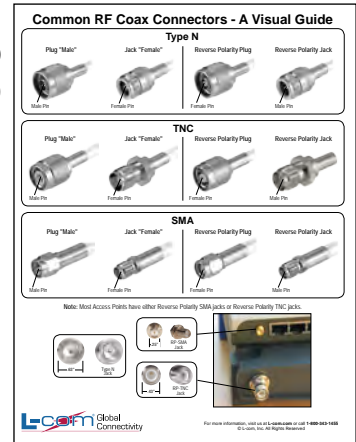 Common RF Coax Connectors - A Visual Guide
Type N
Plug "Male" Jack "Female" Reverse Polarity Plug Reverse Polarity Jack
Male Pin Female Pin Female Pin Male Pin
TNC
Plug "Male" Jack "Female" Reverse Polarity Plug Reverse Polarity Jack
Male Pin Female Pin Female Pin Male Pin
SMA
Plug "Male" Jack "Female" Reverse Polarity Plug Reverse Polarity Jack
Male Pin Female Pin Female Pin Male Pin
Note: Most Access Points have either Reverse Polarity SMA jacks or Reverse Polarity TNC jacks.
RP-SMA
Jack
Type N
Jack
RP-TNC
Jack
L-com Global
Connectivity
For more information, visit us at L-com.com or call 1-800-343-1455
© L-com, Inc. All Rights Reserved